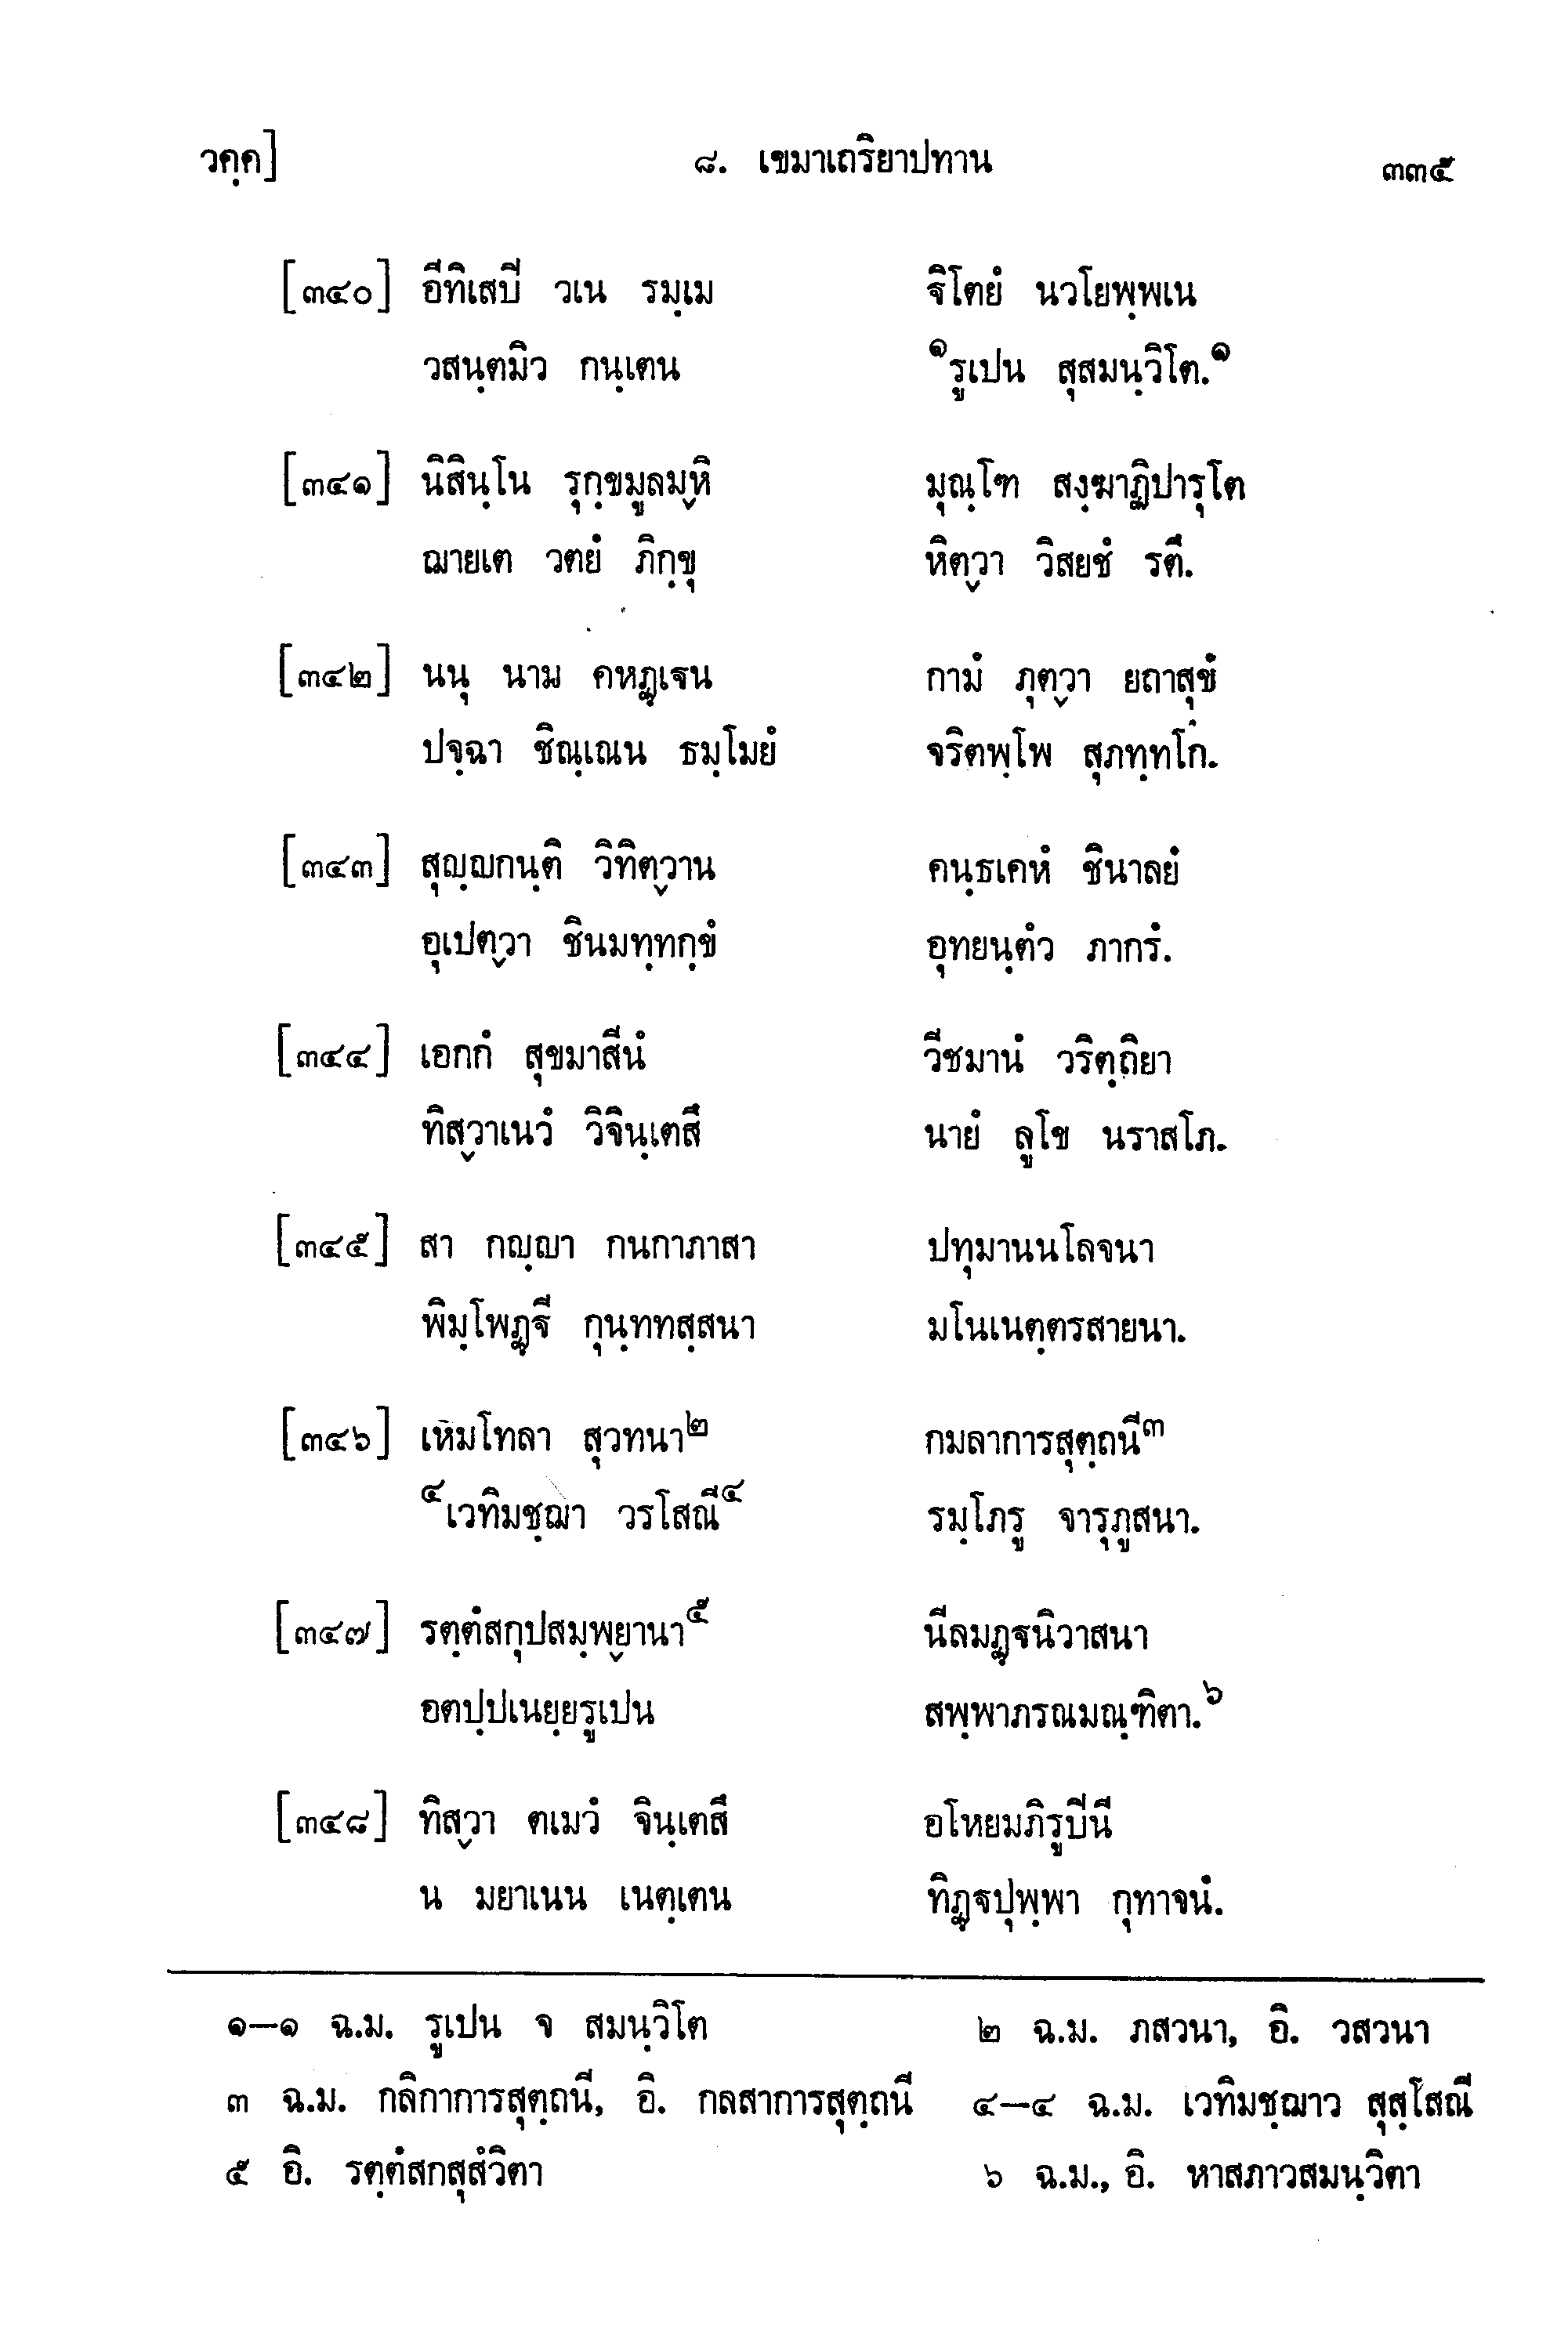 วคฺค] ๘. เขมาเถริยาปทาน ๓๓๕
[๓๔๐] อีทิเสปี วเน รมฺเม ฐิโตยํ นวโยพฺพเน
วสนฺตมิว กนฺเตน ๑รูเปน สุสมนฺวิโต.๑
[๓๔๑] นิสินฺโน รุกฺขมูลมฺหิ มุณฺโฑ สงฺฆาฏิปารุโต
ฌายเต วตยํ ภิกฺขุ หิตฺวา วิสยชํ รตึ.
[๓๔๒] นนุ นาม คหฏฺเฐน กามํ ภุตฺวา ยถาสุขํ
ปจฺฉา ชิณฺเณน ธมฺโมยํ จริตพฺโพ สุภทฺทโก.
[๓๔๓] สุญฺญกนฺติ วิทิตฺวาน คนฺธเคหํ ชินาลยํ
อุเปตฺวา ชินมทฺทกฺขํ อุทยนฺตํว ภากรํ.
[๓๔๔] เอกกํ สุขมาสีนํ วีชมานํ วริตฺถิยา
ทิสฺวาเนวํ วิจินฺเตสึ นายํ ลูโข นราสโภ.
[๓๔๕] สา กญฺญา กนกาภาสา ปทุมานนโลจนา
พิมฺโพฏฺฐี กุนฺททสฺสนา มโนเนตฺตรสายนา.
[๓๔๖] เหมโทลา สุวทนา๒ กมลาการสุตฺถนี๓
๔เวทิมชฺฌา วรโสณี๔ รมฺโภรู จารุภูสนา.
[๓๔๗] รตฺตํสกุปสมฺพฺยานา๕ นีลมฏฺฐนิวาสนา
อตปฺปเนยฺยรูเปน สพฺพาภรณมณฺฑิตา.๖
[๓๔๘] ทิสฺวา ตเมวํ จินฺเตสึ อโหยมภิรูปินี
น มยาเนน เนตฺเตน ทิฏฺฐปุพฺพา กุทาจนํ.
๑–๑ ฉ.ม. รูเปน จ สมนฺวิโต ๒ ฉ.ม. ภสวนา, อิ. วสวนา
๓ ฉ.ม. กลิกาการสุตฺถนี, อิ. กลสาการสุตฺถนี ๔–๔ ฉ.ม. เวทิมชฺฌาว สุสฺโสณี
๕ อิ. รตฺตํสกสุสํวิตา ๖ ฉ.ม., อิ. หาสภาวสมนฺวิตา